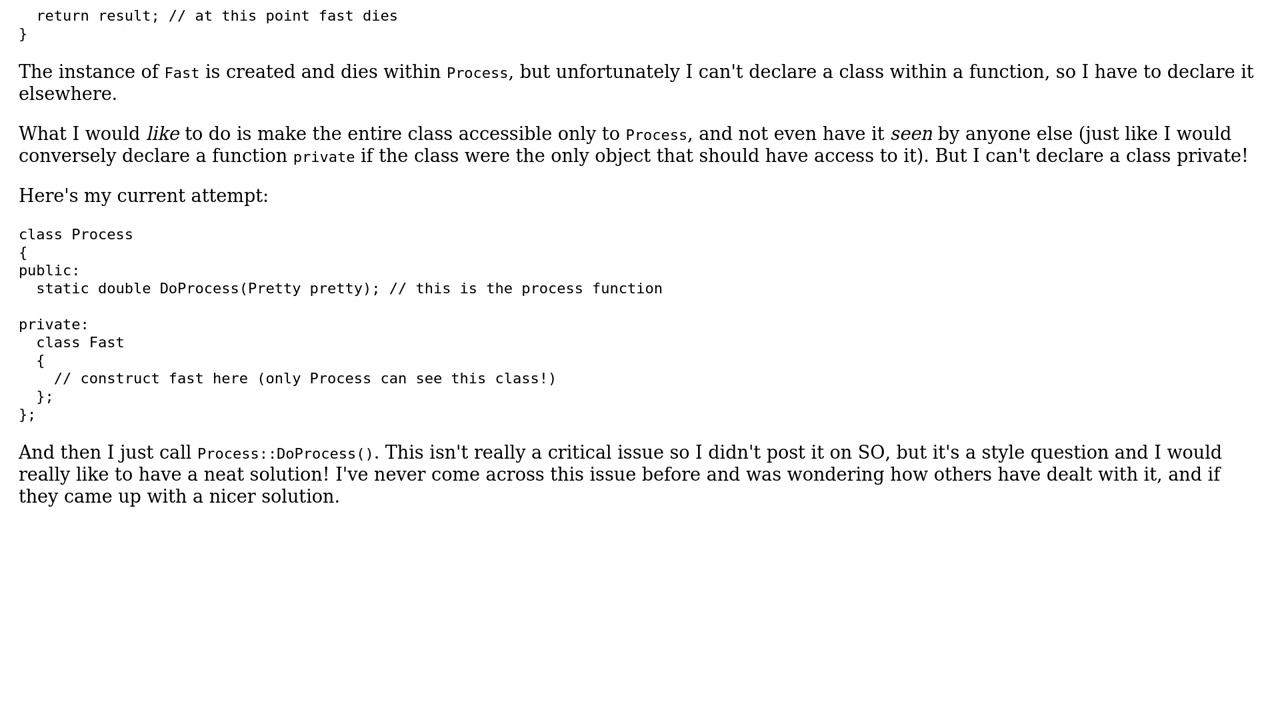 return result; // at this point fast dies
}
The instance of Fast is created and dies within Process, but unfortunately I can't declare a class within a function, so I have to declare it
elsewhere.
What I would like to do is make the entire class accessible only to Process, and not even have it seen by anyone else (just like I would
conversely declare a function private if the class were the only object that should have access to it). But I can't declare a class private!
Here's my current attempt:
class Process
{
public:
  static double DoProcess(Pretty pretty); // this is the process function
private:
  class Fast
  {
    // construct fast here (only Process can see this class!)
  };
};
And then I just call Process::DoProcess(). This isn't really a critical issue so I didn't post it on SO, but it's a style question and I would
really like to have a neat solution! I've never come across this issue before and was wondering how others have dealt with it, and if
they came up with a nicer solution.